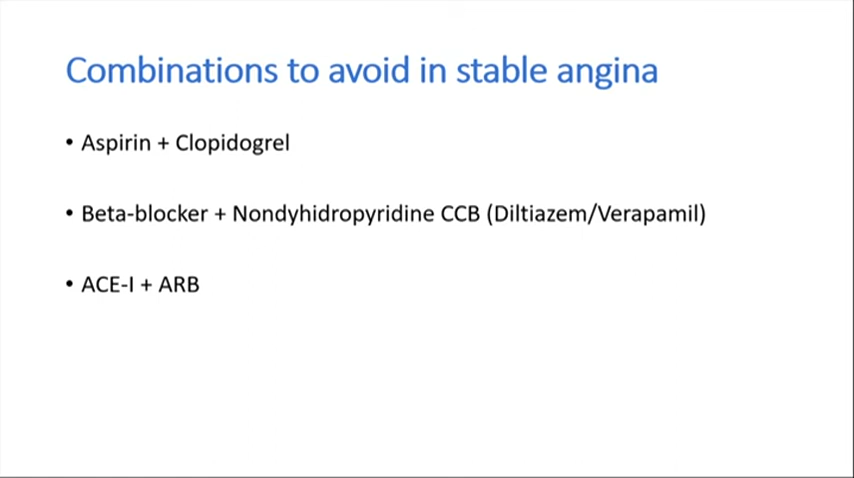 Combinations to avoid in stable angina
• Aspirin + Clopidogrel
• Beta-blocker + Nondyhidropyridine CCB (Diltiazem/Verapamil)
• ACE-I + ARB